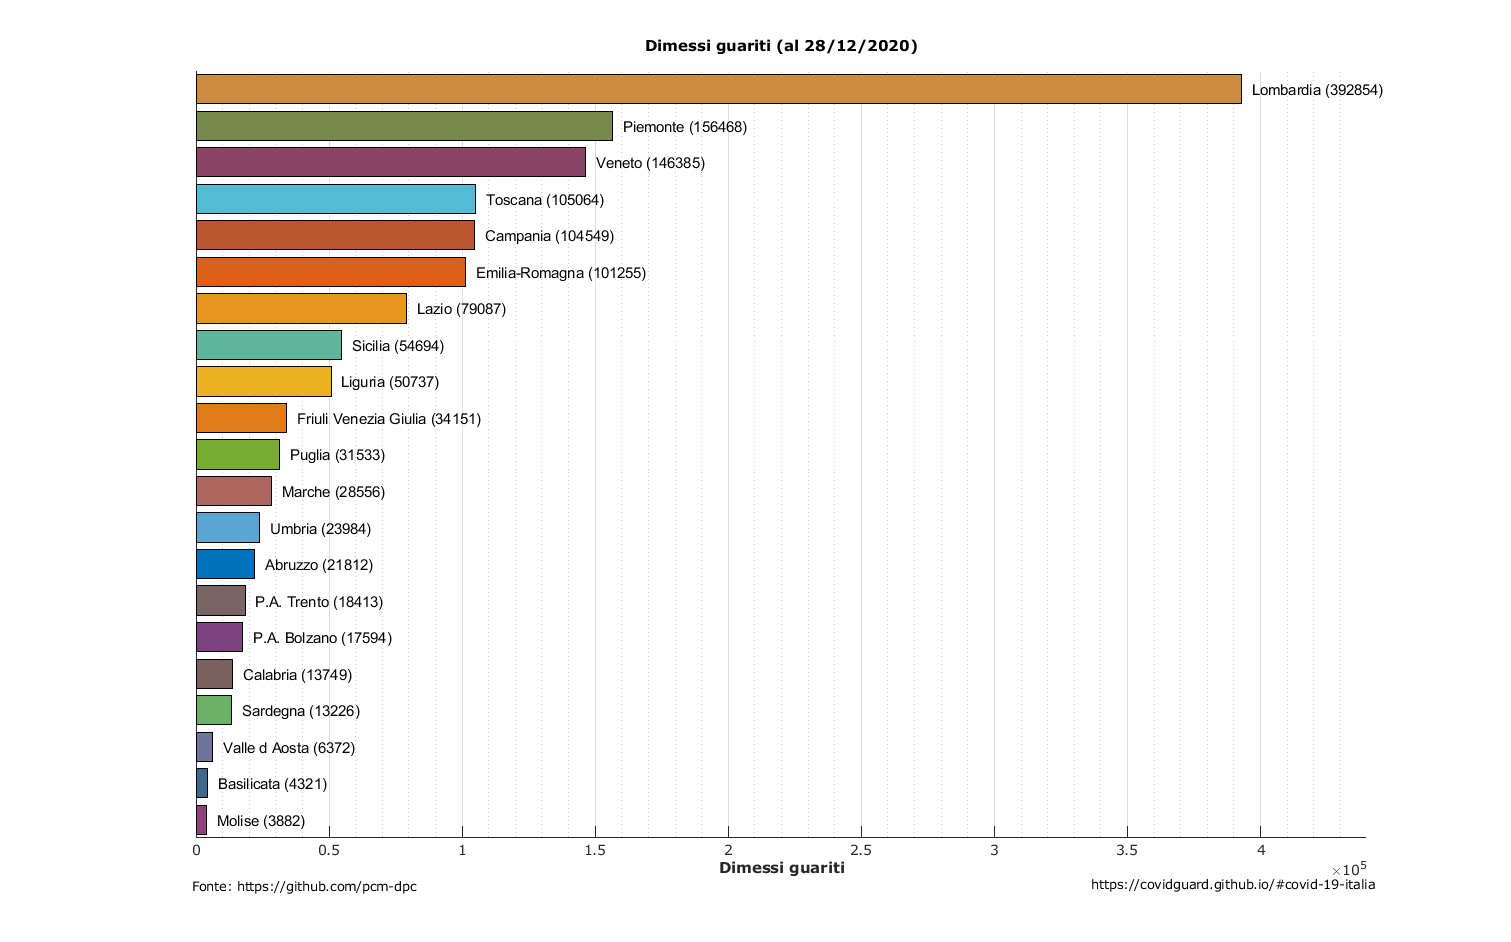 Dimessi guariti (al 28/12/2020)
Lombardia (392854)
Piemonte (156468)
Veneto (146385)
Toscana (105064)
Campania (104549)
Emilia-Romagna (101255)
Lazio (79087)
Sicilia (54694)
Liguria (50737)
Friuli Venezia Giulia (34151)
Puglia (31533)
Marche (28556)
Umbria (23984)
Abruzzo (21812)
P.A. Trento (18413)
P.A. Bolzano (17594)
Calabria (13749)
Sardegna (13226)
Valle d Aosta (6372)
Basilicata (4321)
Molise (3882)
0 0.5 1 1.5 2 2.5 3 3.5 4
Dimessi guariti
×10⁵
Fonte: https://github.com/pcm-dpc
https://covidguard.github.io/#covid-19-italia